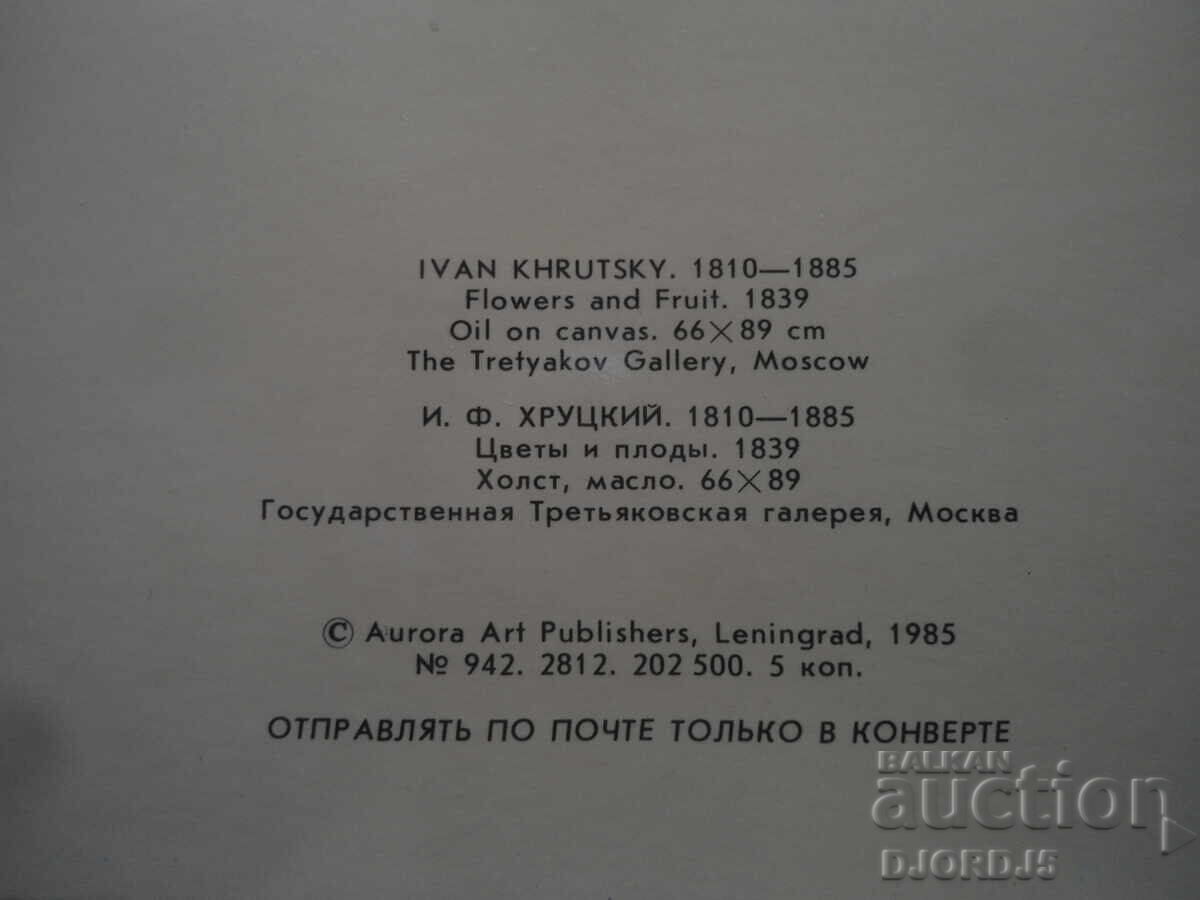 IVAN KHRUTSKY. 1810—1885
Flowers and Fruit. 1839
Oil on canvas. 66×89 cm
The Tretyakov Gallery, Moscow
И. Ф. ХРУЦКИЙ. 1810—1885
Цветы и плоды. 1839
Холст, масло. 66×89
Государственная Третьяковская галерея, Москва
© Aurora Art Publishers, Leningrad, 1985
№ 942. 2812. 202 500. 5 коп.
ОТПРАВЛЯТЬ ПО ПОЧТЕ ТОЛЬКО В КОНВЕРТЕ
BALKAN
auction
DJORDJ5